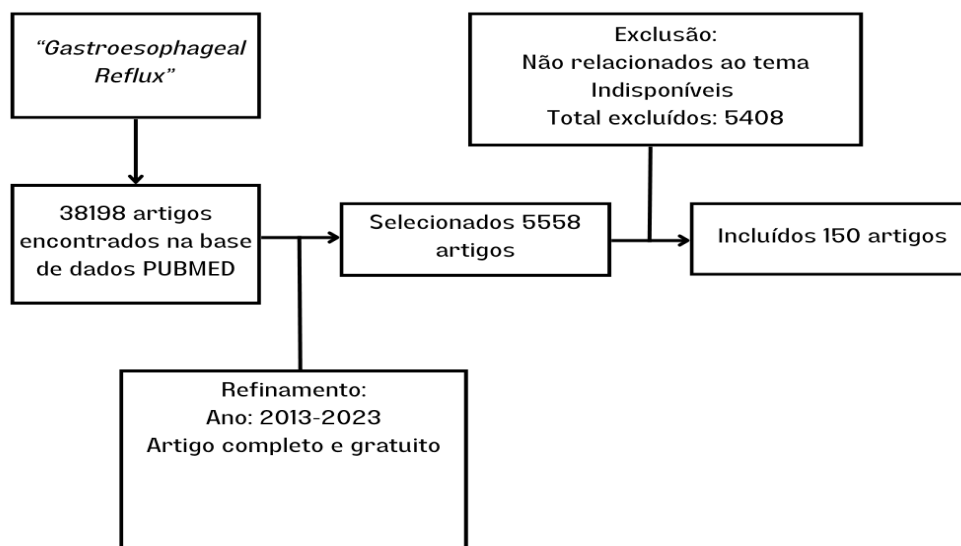 “Gastroesophageal
Reflux”
Exclusão:
Não relacionados ao tema
Indisponíveis
Total excluídos: 5408
38198 artigos
encontrados na base
de dados PUBMED
Selecionados 5558
artigos
Incluídos 150 artigos
Refinamento:
Ano: 2013-2023
Artigo completo e gratuito